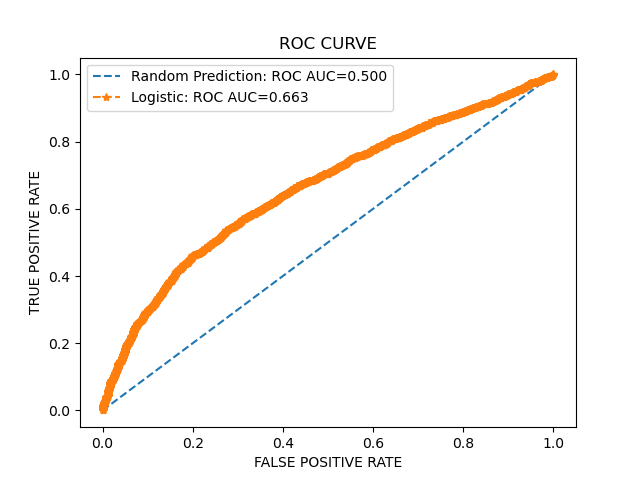 ROC CURVE
Random Prediction: ROC AUC=0.500
Logistic: ROC AUC=0.663
TRUE POSITIVE RATE
1.0
0.8
0.6
0.4
0.2
0.0
0.0 0.2 0.4 0.6 0.8 1.0
FALSE POSITIVE RATE